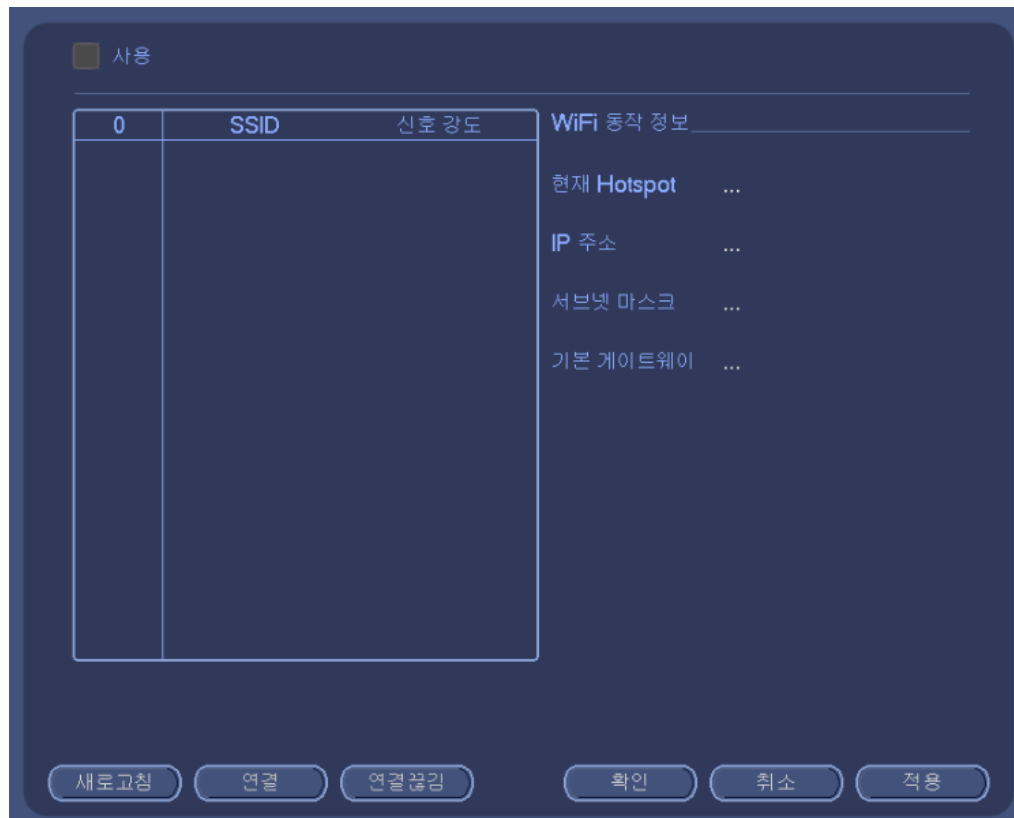 사용
0 SSID 신호 강도
WiFi 동작 정보
현재 Hotspot ...
IP 주소 ...
서브넷 마스크 ...
기본 게이트웨이 ...
새로고침 연결 연결끊김 확인 취소 적용